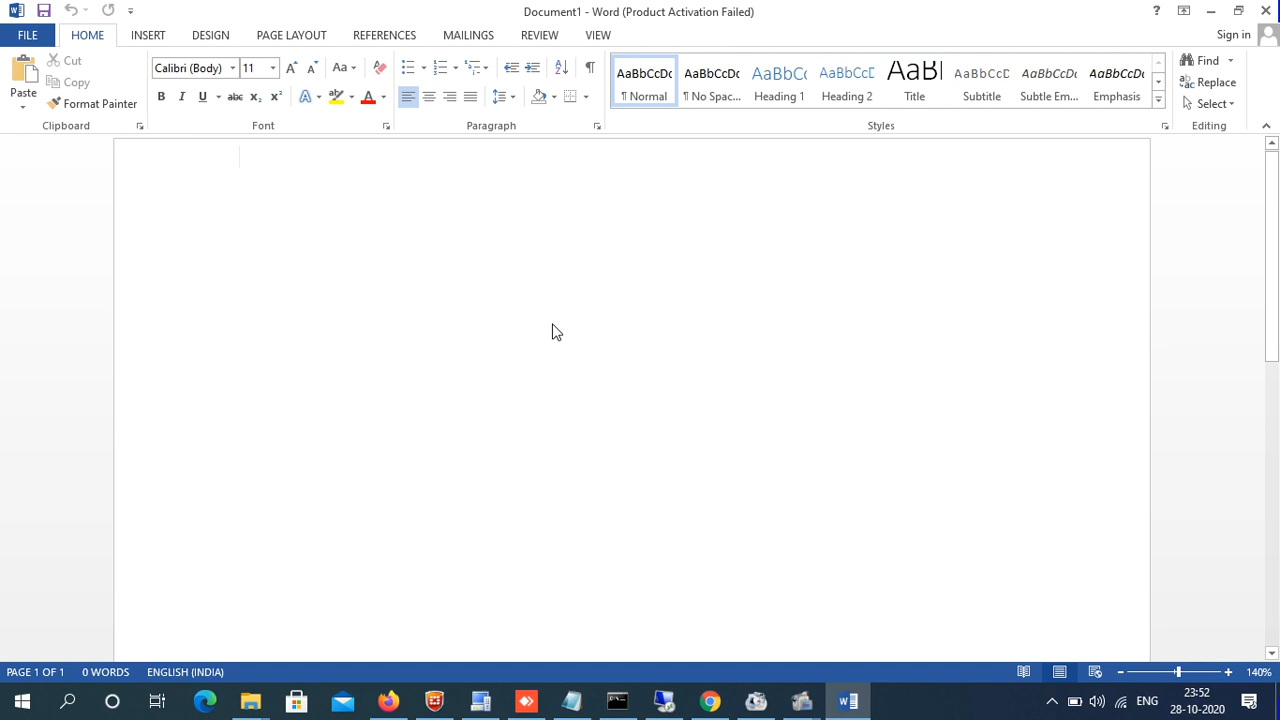 Document1 - Word (Product Activation Failed)
?
FILE HOME INSERT DESIGN PAGE LAYOUT REFERENCES MAILINGS REVIEW VIEW Sign in
Paste
Cut
Copy
Format Painter
Clipboard
Calibri (Body) 11
Aa
B I U abc x₂ x² A A
Font
Paragraph
AaBbCcDc AaBbCcDc AaBbCc AaBbCcD AaBl AaBbCcD AaBbCcDc AaBbCcDc
¶ Normal ¶ No Spac... Heading 1 Heading 2 Title Subtitle Subtle Em... Emphasis
Styles
Find
Replace
Select
Editing
PAGE 1 OF 1 0 WORDS ENGLISH (INDIA) 140%
ENG
23:52
28-10-2020